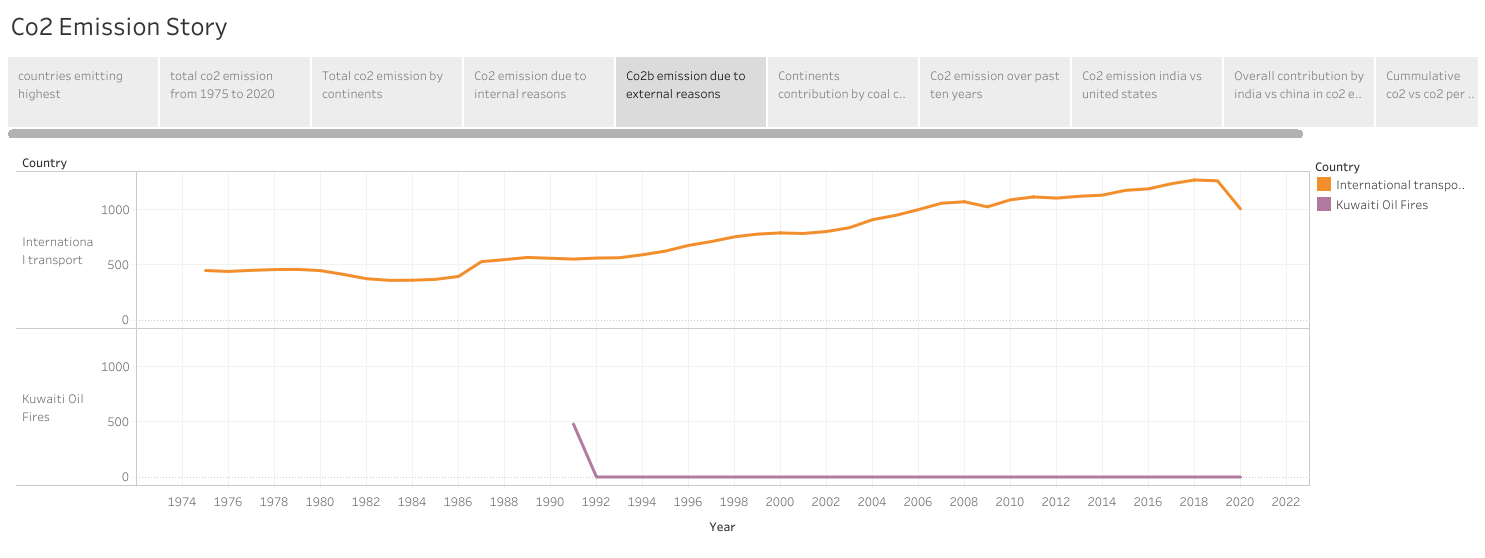 Co2 Emission Story
countries emitting
highest
total co2 emission
from 1975 to 2020
Total co2 emission by
continents
Co2 emission due to
internal reasons
Co2b emission due to
external reasons
Continents
contribution by coal c..
Co2 emission over past
ten years
Co2 emission india vs
united states
Overall contribution by
india vs china in co2 e..
Cummulative
co2 vs co2 per ..
Country
Internationa
l transport
1000
500
0
Kuwaiti Oil
Fires
1000
500
0
1974 1976 1978 1980 1982 1984 1986 1988 1990 1992 1994 1996 1998 2000 2002 2004 2006 2008 2010 2012 2014 2016 2018 2020 2022
Year
Country
International transpo..
Kuwaiti Oil Fires